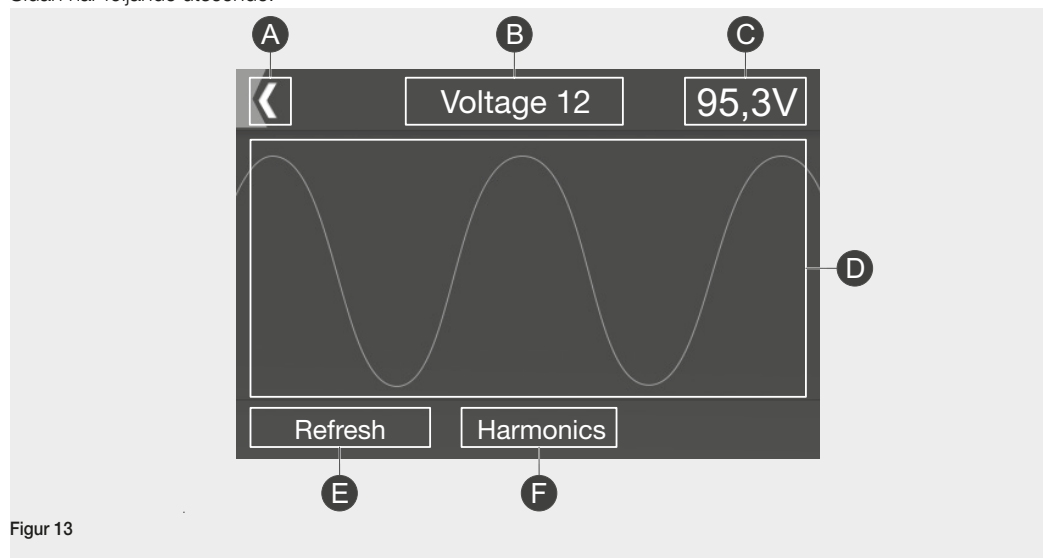 A B C
❮ Voltage 12 95,3V
D
Refresh Harmonics
E F
Figur 13